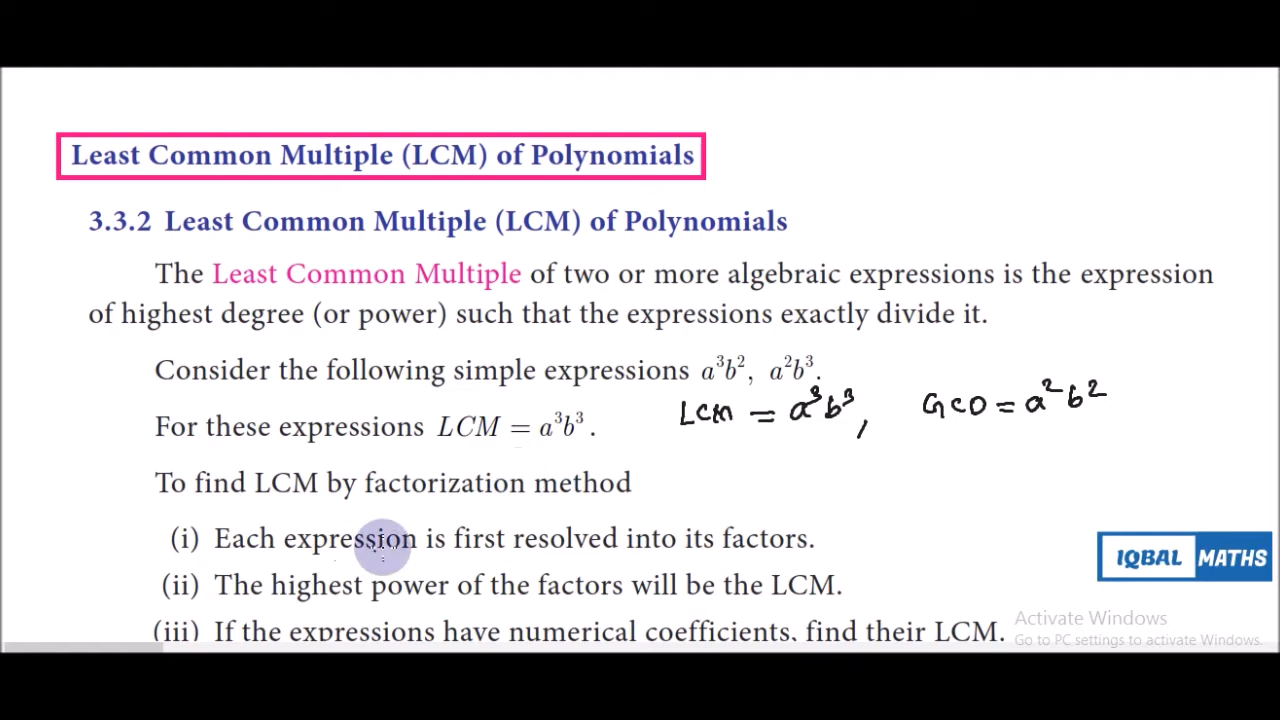 Least Common Multiple (LCM) of Polynomials
3.3.2 Least Common Multiple (LCM) of Polynomials
The Least Common Multiple of two or more algebraic expressions is the expression
of highest degree (or power) such that the expressions exactly divide it.
Consider the following simple expressions a³b², a²b³.
For these expressions LCM = a³b³.
LCM = a³b³, GCD = a²b²
To find LCM by factorization method
(i) Each expression is first resolved into its factors.
(ii) The highest power of the factors will be the LCM.
(iii) If the expressions have numerical coefficients, find their LCM.
IQBAL MATHS
Activate Windows
Go to PC settings to activate Windows.